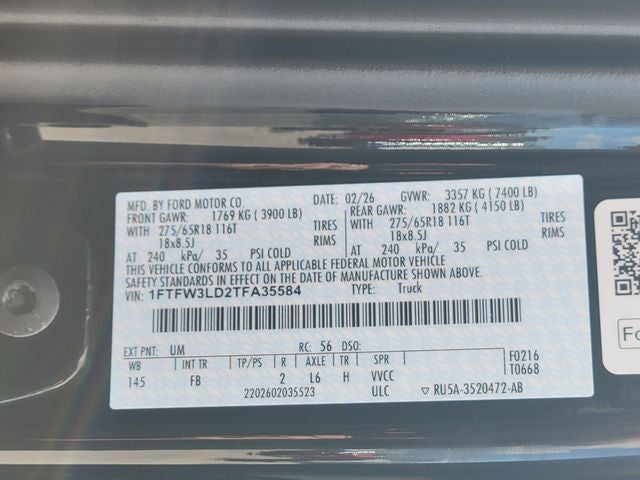 MFD. BY FORD MOTOR CO.
DATE: 02/26 GVWR: 3357 KG ( 7400 LB)
FRONT GAWR: 1769 KG ( 3900 LB) REAR GAWR: 1882 KG ( 4150 LB)
WITH 275/65R18 116T TIRES WITH 275/65R18 116T TIRES
18x8.5J RIMS 18x8.5J RIMS
AT 240 kPa/ 35 PSI COLD AT 240 kPa/ 35 PSI COLD
THIS VEHICLE CONFORMS TO ALL APPLICABLE FEDERAL MOTOR VEHICLE
SAFETY STANDARDS IN EFFECT ON THE DATE OF MANUFACTURE SHOWN ABOVE.
VIN: 1FTFW3LD2TFA35584 TYPE: Truck
EXT PNT: UM RC: 56 DSO:
WB INT TR TP/PS R AXLE TR SPR F0216
145 FB 2 L6 H VVCC T0668
2202602035523 ULC ▽ RU5A-3520472-AB
Fo